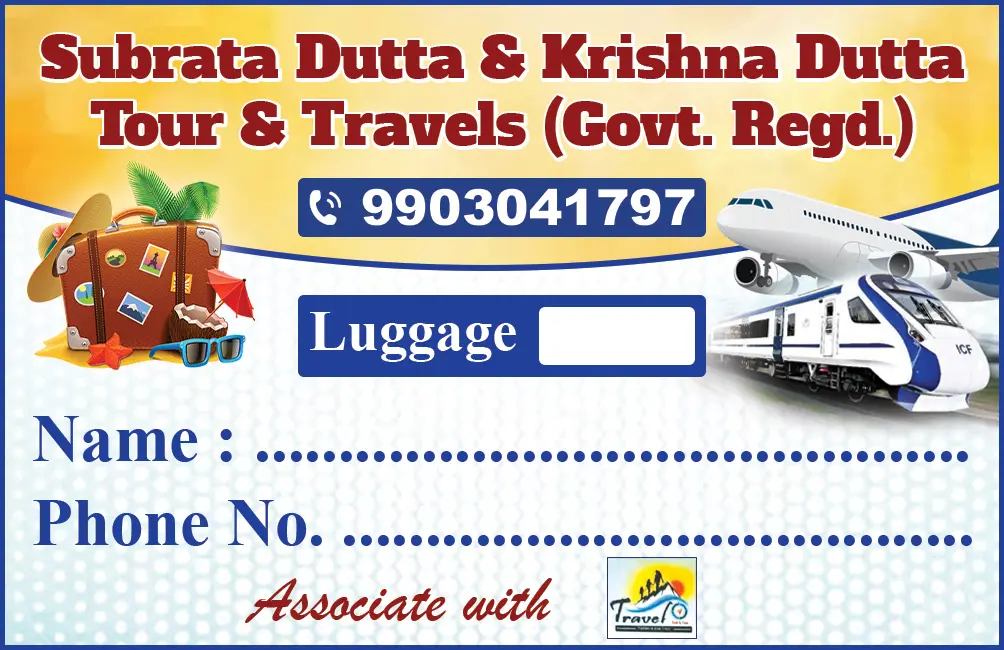 Subrata Dutta & Krishna Dutta
Tour & Travels (Govt. Regd.)
9903041797
Luggage
ICF
Name : ..................................................
Phone No. ............................................
Associate with
Travel